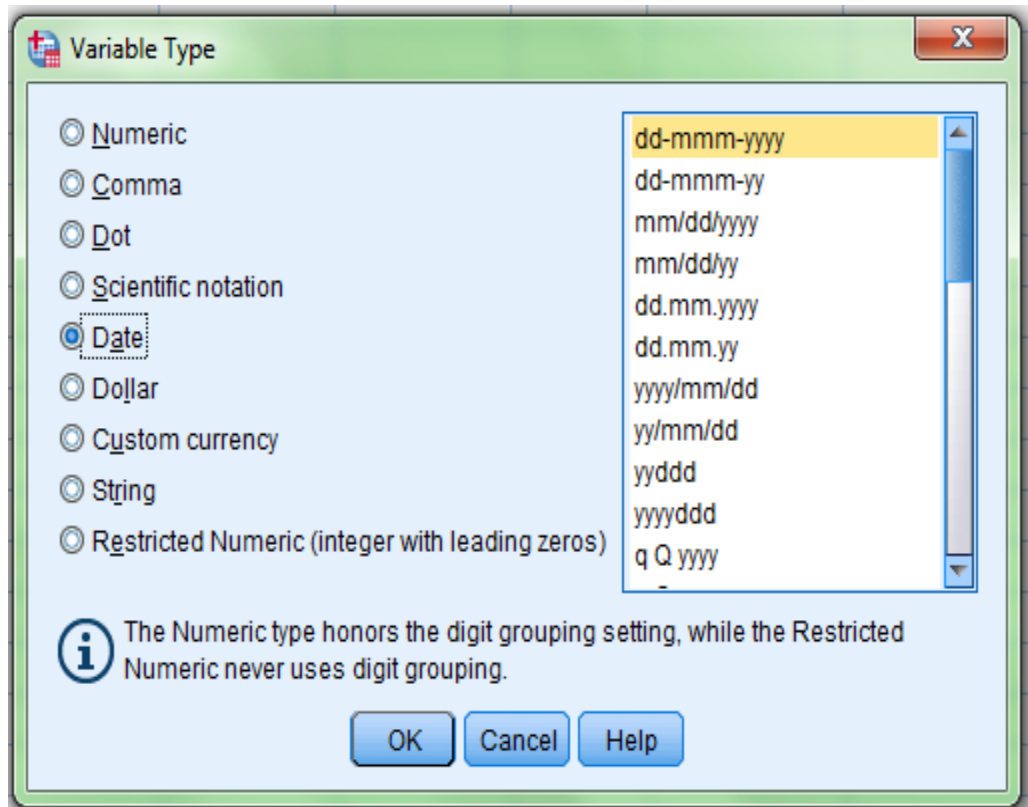 Variable Type
Numeric
Comma
Dot
Scientific notation
Date
Dollar
Custom currency
String
Restricted Numeric (integer with leading zeros)
dd-mmm-yyyy
dd-mmm-yy
mm/dd/yyyy
mm/dd/yy
dd.mm.yyyy
dd.mm.yy
yyyy/mm/dd
yy/mm/dd
yyddd
yyyyddd
q Q yyyy
The Numeric type honors the digit grouping setting, while the Restricted
Numeric never uses digit grouping.
OK
Cancel
Help